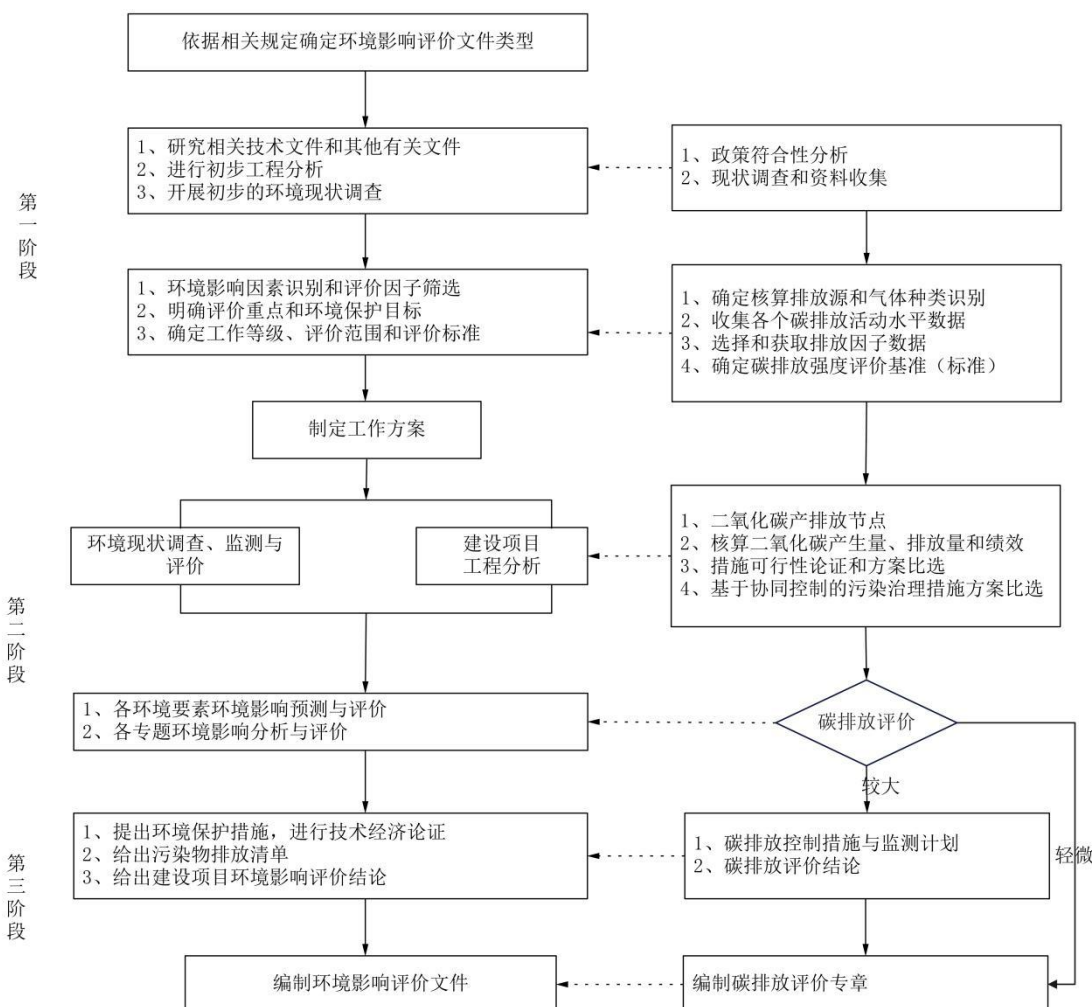 依据相关规定确定环境影响评价文件类型
第一阶段
1、研究相关技术文件和其他有关文件
2、进行初步工程分析
3、开展初步的环境现状调查
1、政策符合性分析
2、现状调查和资料收集
1、环境影响因素识别和评价因子筛选
2、明确评价重点和环境保护目标
3、确定工作等级、评价范围和评价标准
1、确定核算排放源和气体种类识别
2、收集各个碳排放活动水平数据
3、选择和获取排放因子数据
4、确定碳排放强度评价基准（标准）
制定工作方案
第二阶段
环境现状调查、监测与
评价
建设项目
工程分析
1、二氧化碳产排放节点
2、核算二氧化碳产生量、排放量和绩效
3、措施可行性论证和方案比选
4、基于协同控制的污染治理措施方案比选
1、各环境要素环境影响预测与评价
2、各专题环境影响分析与评价
碳排放评价
较大
轻微
第三阶段
1、提出环境保护措施，进行技术经济论证
2、给出污染物排放清单
3、给出建设项目环境影响评价结论
1、碳排放控制措施与监测计划
2、碳排放评价结论
编制环境影响评价文件
编制碳排放评价专章